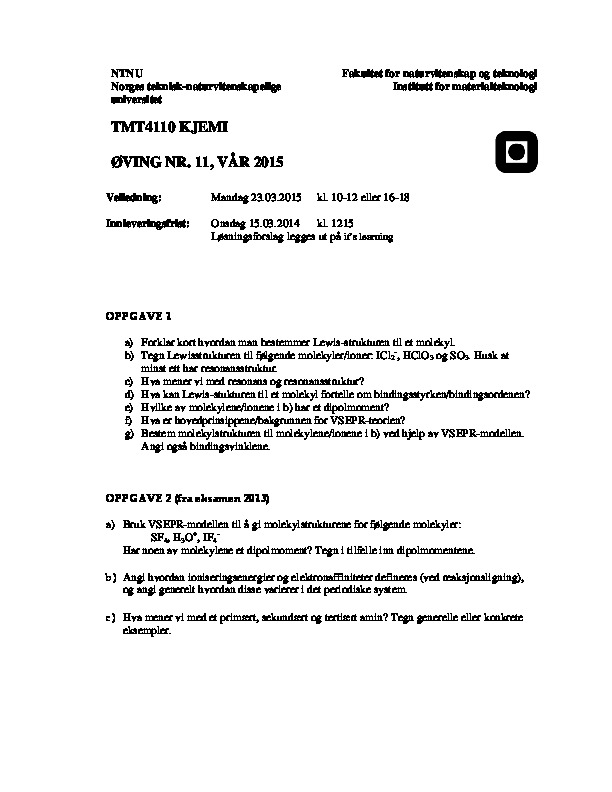 NTNU Fakultet for naturvitenskap og teknologi
Norges teknisk-naturvitenskapelige Institutt for materialteknologi
universitet
TMT4110 KJEMI
ØVING NR. 11, VÅR 2015
Veiledning: Mandag 23.03.2015 kl. 10-12 eller 16-18
Innleveringsfrist: Onsdag 15.03.2014 kl. 1215
Løsningsforslag legges ut på it's learning
OPPGAVE 1
a) Forklar kort hvordan man bestemmer Lewis-strukturen til et molekyl.
b) Tegn Lewisstrukturen til følgende molekyler/ioner: ICl₂⁻, HClO₃ og SO₃. Husk at
minst ett har resonansstruktur.
c) Hva mener vi med resonans og resonansstruktur?
d) Hva kan Lewis-stukturen til et molekyl fortelle om bindingsstyrken/bindingsordenen?
e) Hvilke av molekylene/ionene i b) har et dipolmoment?
f) Hva er hovedprinsippene/bakgrunnen for VSEPR-teorien?
g) Bestem molekylstrukturen til molekylene/ionene i b) ved hjelp av VSEPR-modellen.
Angi også bindingsvinklene.
OPPGAVE 2 (fra eksamen 2013)
a) Bruk VSEPR-modellen til å gi molekylstrukturene for følgende molekyler:
SF₄, H₃O⁺, IF₄⁻
Har noen av molekylene et dipolmoment? Tegn i tilfelle inn dipolmomentene.
b) Angi hvordan ioniseringsenergier og elektronaffiniteter defineres (ved reaksjonsligning),
og angi generelt hvordan disse varierer i det periodiske system.
c) Hva mener vi med et primært, sekundært og tertiært amin? Tegn generelle eller konkrete
eksempler.